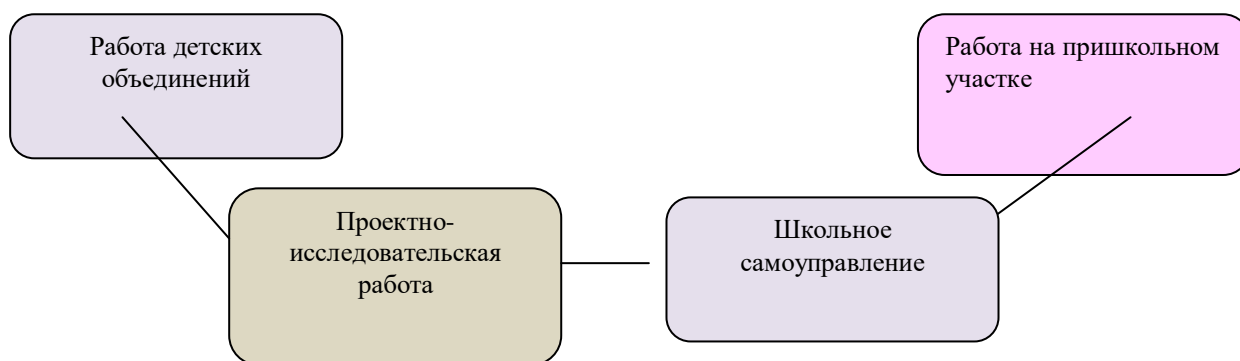 Работа детских
объединений
Работа на пришкольном
участке
Проектно-
исследовательская
работа
Школьное
самоуправление